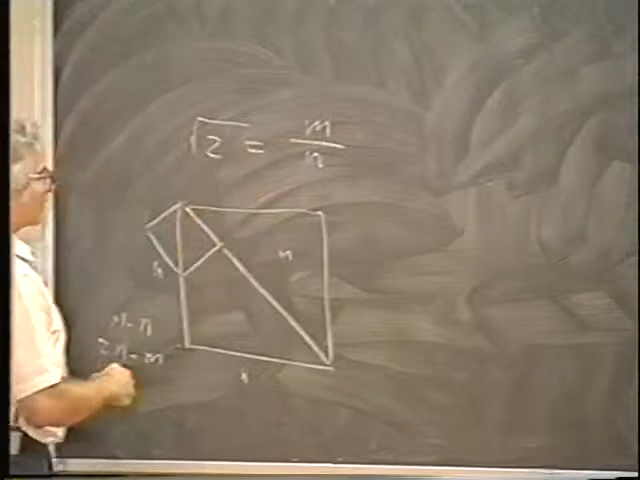 √2 = m/n
m
n
n
m-n
2n-m